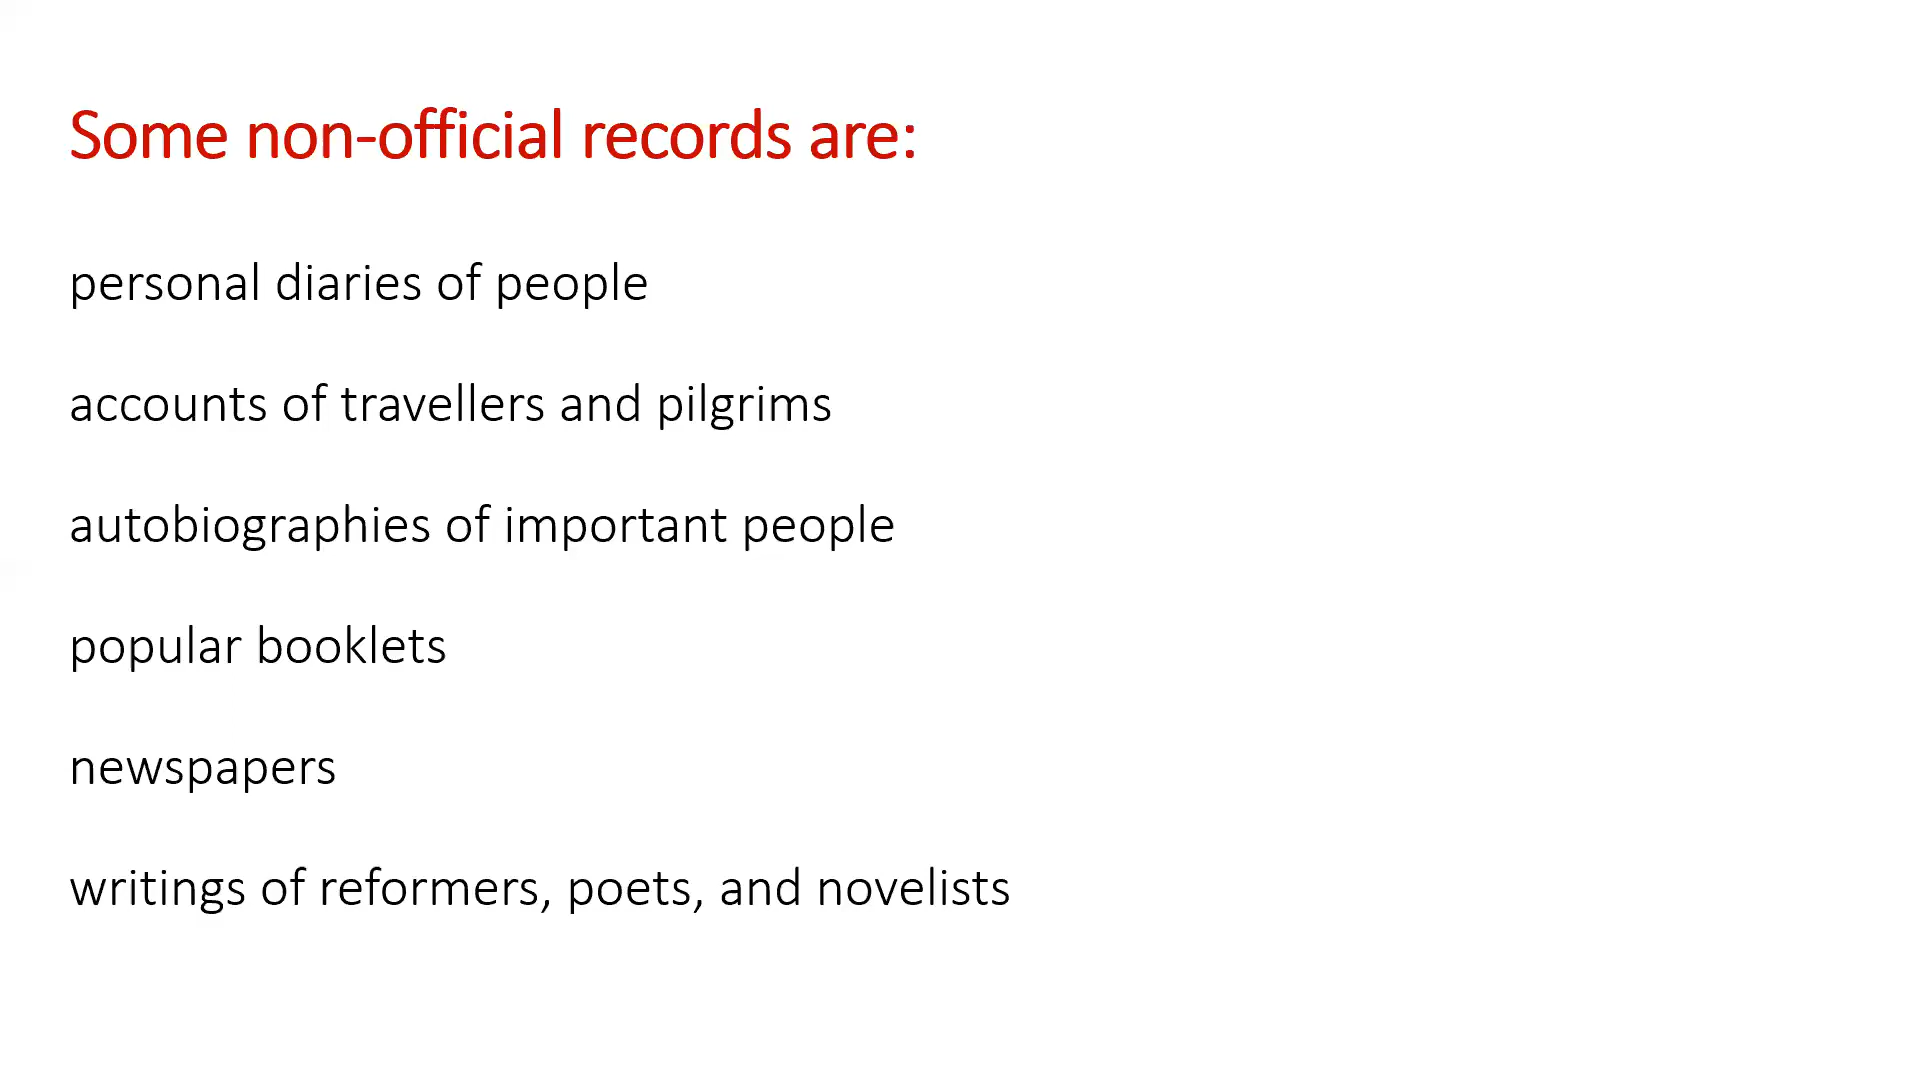 Some non-official records are:
personal diaries of people
accounts of travellers and pilgrims
autobiographies of important people
popular booklets
newspapers
writings of reformers, poets, and novelists